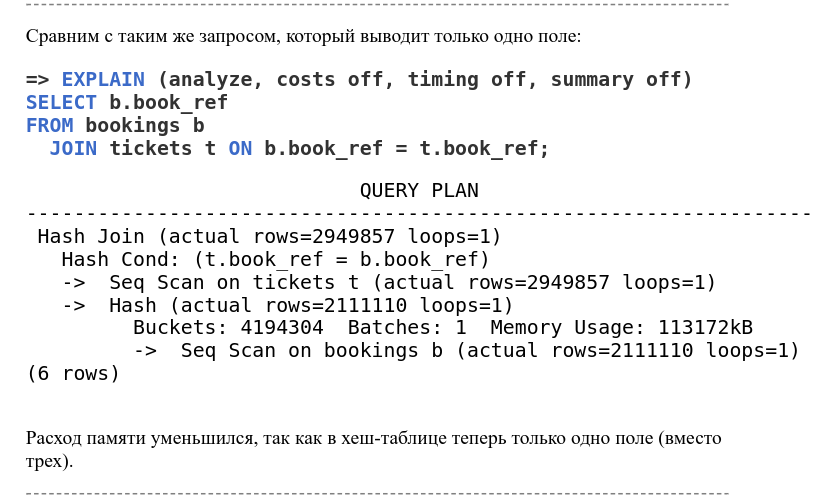 Сравним с таким же запросом, который выводит только одно поле:
=> EXPLAIN (analyze, costs off, timing off, summary off)
SELECT b.book_ref
FROM bookings b
  JOIN tickets t ON b.book_ref = t.book_ref;
QUERY PLAN
-------------------------------------------------------------------
 Hash Join (actual rows=2949857 loops=1)
   Hash Cond: (t.book_ref = b.book_ref)
   ->  Seq Scan on tickets t (actual rows=2949857 loops=1)
   ->  Hash (actual rows=2111110 loops=1)
         Buckets: 4194304  Batches: 1  Memory Usage: 113172kB
         ->  Seq Scan on bookings b (actual rows=2111110 loops=1)
(6 rows)
Расход памяти уменьшился, так как в хеш-таблице теперь только одно поле (вместо
трех).